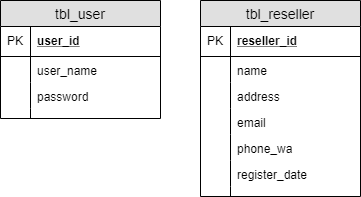 tbl_user
PK user_id
user_name
password
tbl_reseller
PK reseller_id
name
address
email
phone_wa
register_date